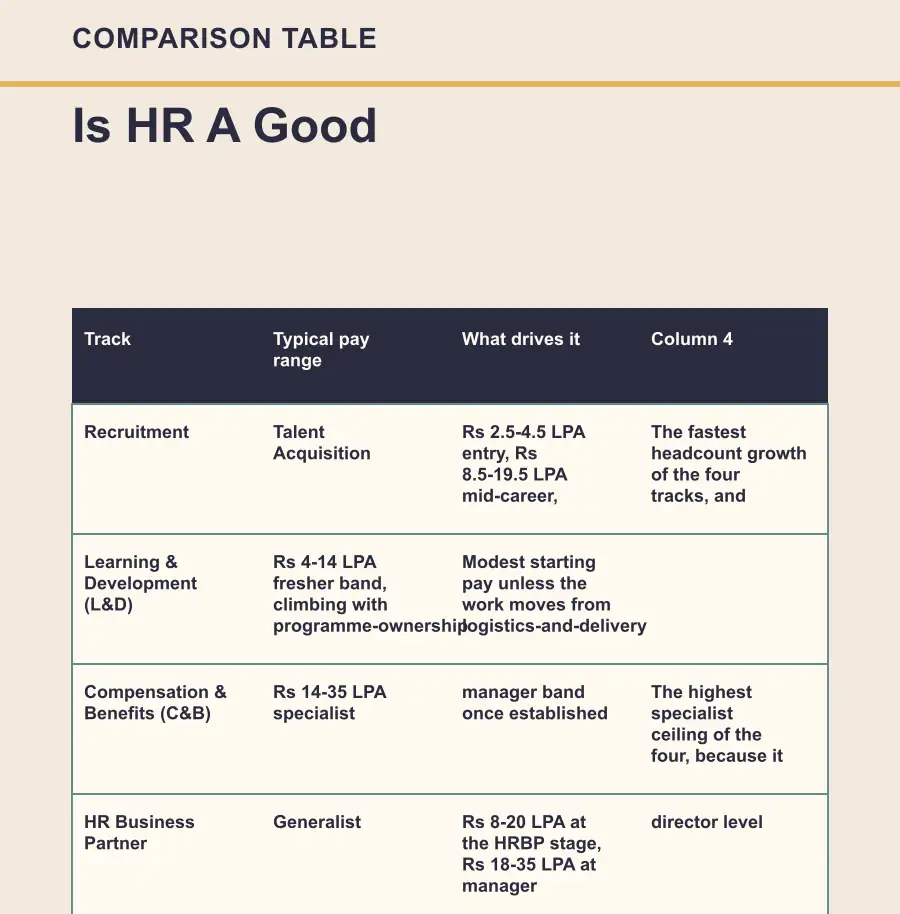 COMPARISON TABLE
Is HR A Good
Track
Typical pay
range
What drives it
Column 4
Recruitment
Talent
Acquisition
Rs 2.5-4.5 LPA
entry, Rs
8.5-19.5 LPA
mid-career,
The fastest
headcount growth
of the four
tracks, and
Learning &
Development
(L&D)
Rs 4-14 LPA
fresher band,
climbing with
programme-ownership
Modest starting
pay unless the
work moves from
logistics-and-delivery
Compensation &
Benefits (C&B)
Rs 14-35 LPA
specialist
manager band
once established
The highest
specialist
ceiling of the
four, because it
HR Business
Partner
Generalist
Rs 8-20 LPA at
the HRBP stage,
Rs 18-35 LPA at
manager
director level